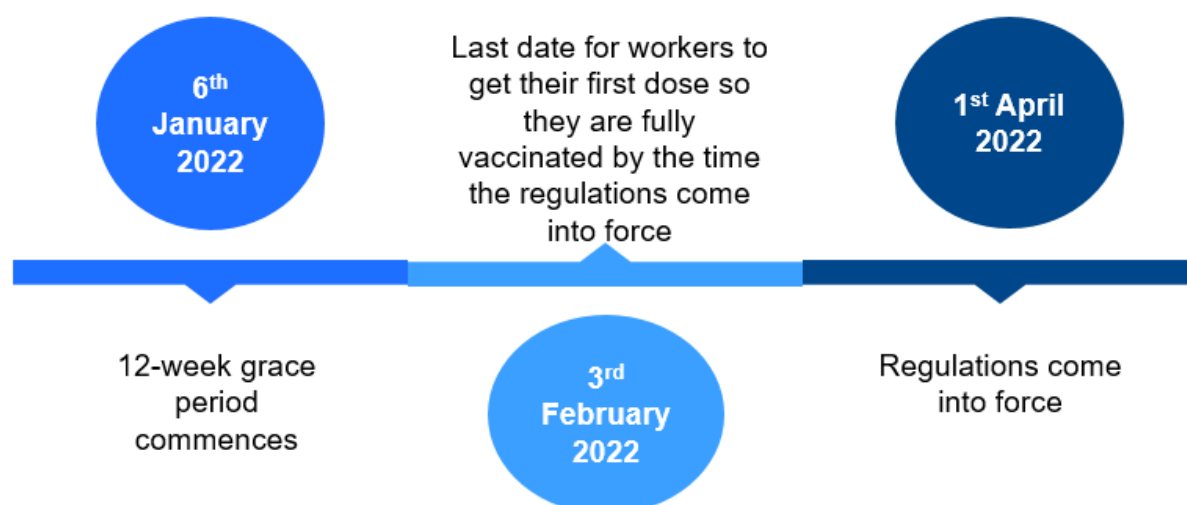 6th
January
2022
12-week grace
period
commences
Last date for workers to
get their first dose so
they are fully
vaccinated by the time
the regulations come
into force
3rd
February
2022
1st April
2022
Regulations come
into force